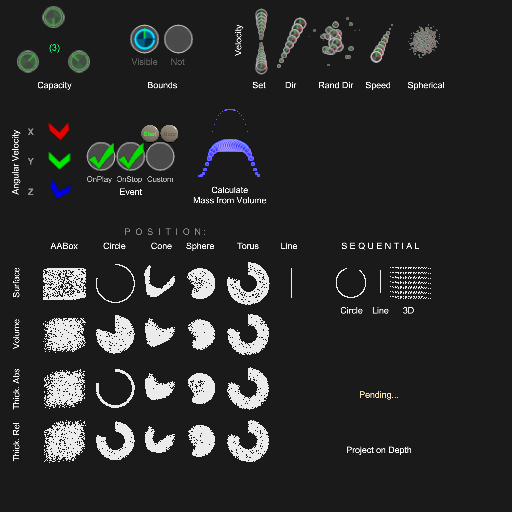 (3)
Capacity
Visible
Not
Bounds
Velocity
Set
Dir
Rand Dir
Speed
Spherical
Angular Velocity
X
Y
Z
OnPlay
OnStop
Custom
Event
Calculate
Mass from Volume
POSITION:
AABox
Circle
Cone
Sphere
Torus
Line
SEQUENTIAL
Surface
Circle
Line
3D
Volume
Thick. Abs
Pending...
Thick. Rel
Project on Depth